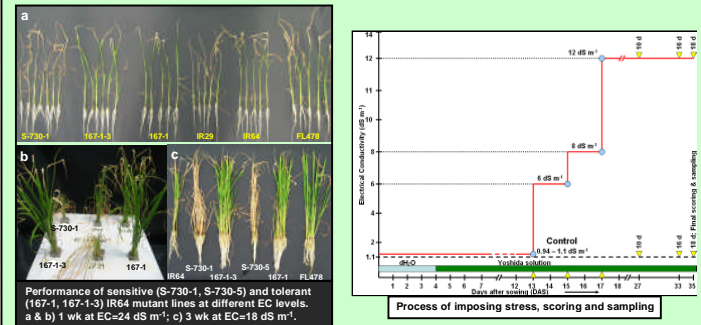 a
S-730-1 167-1-3 167-1 IR29 IR64 FL478
b
S-730-1
167-1-3 167-1
c
IR64 S-730-1 167-1-3 S-730-5 167-1 FL478
Performance of sensitive (S-730-1, S-730-5) and tolerant
(167-1, 167-1-3) IR64 mutant lines at different EC levels.
a & b) 1 wk at EC=24 dS m-1; c) 3 wk at EC=18 dS m-1.
Electrical Conductivity (dS m-1)
14
12
11
8
6
4
2
1.1
12 dS m-1
8 dS m-1
6 dS m-1
Control
0.94 – 1.1 dS m-1
10 d
16 d
18 d
10 d
16 d
18 d; Final scoring & sampling
dH2O Yoshida solution
1 2 3 4 5 6 7 12 13 14 15 16 17 18 27 33 35
Days after sowing (DAS)
Process of imposing stress, scoring and sampling